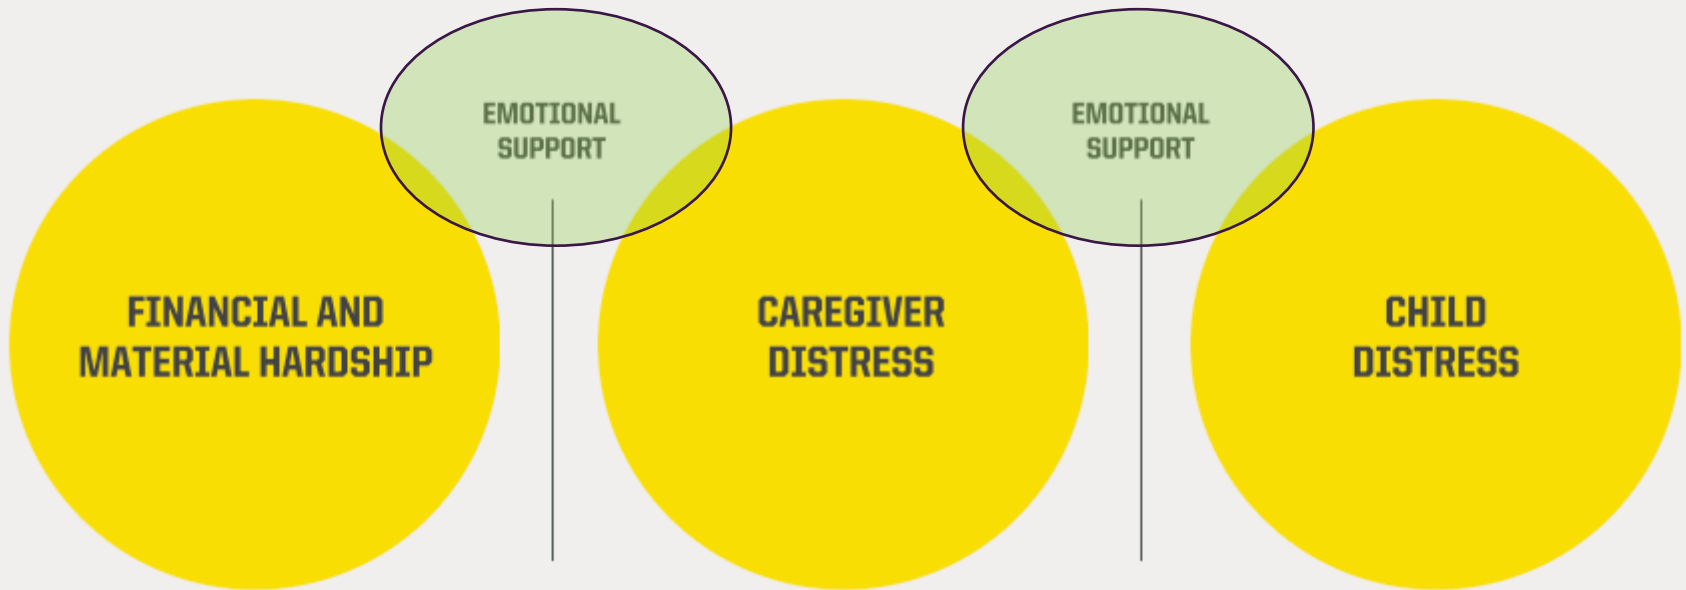 EMOTIONAL
SUPPORT
EMOTIONAL
SUPPORT
FINANCIAL AND
MATERIAL HARDSHIP
CAREGIVER
DISTRESS
CHILD
DISTRESS